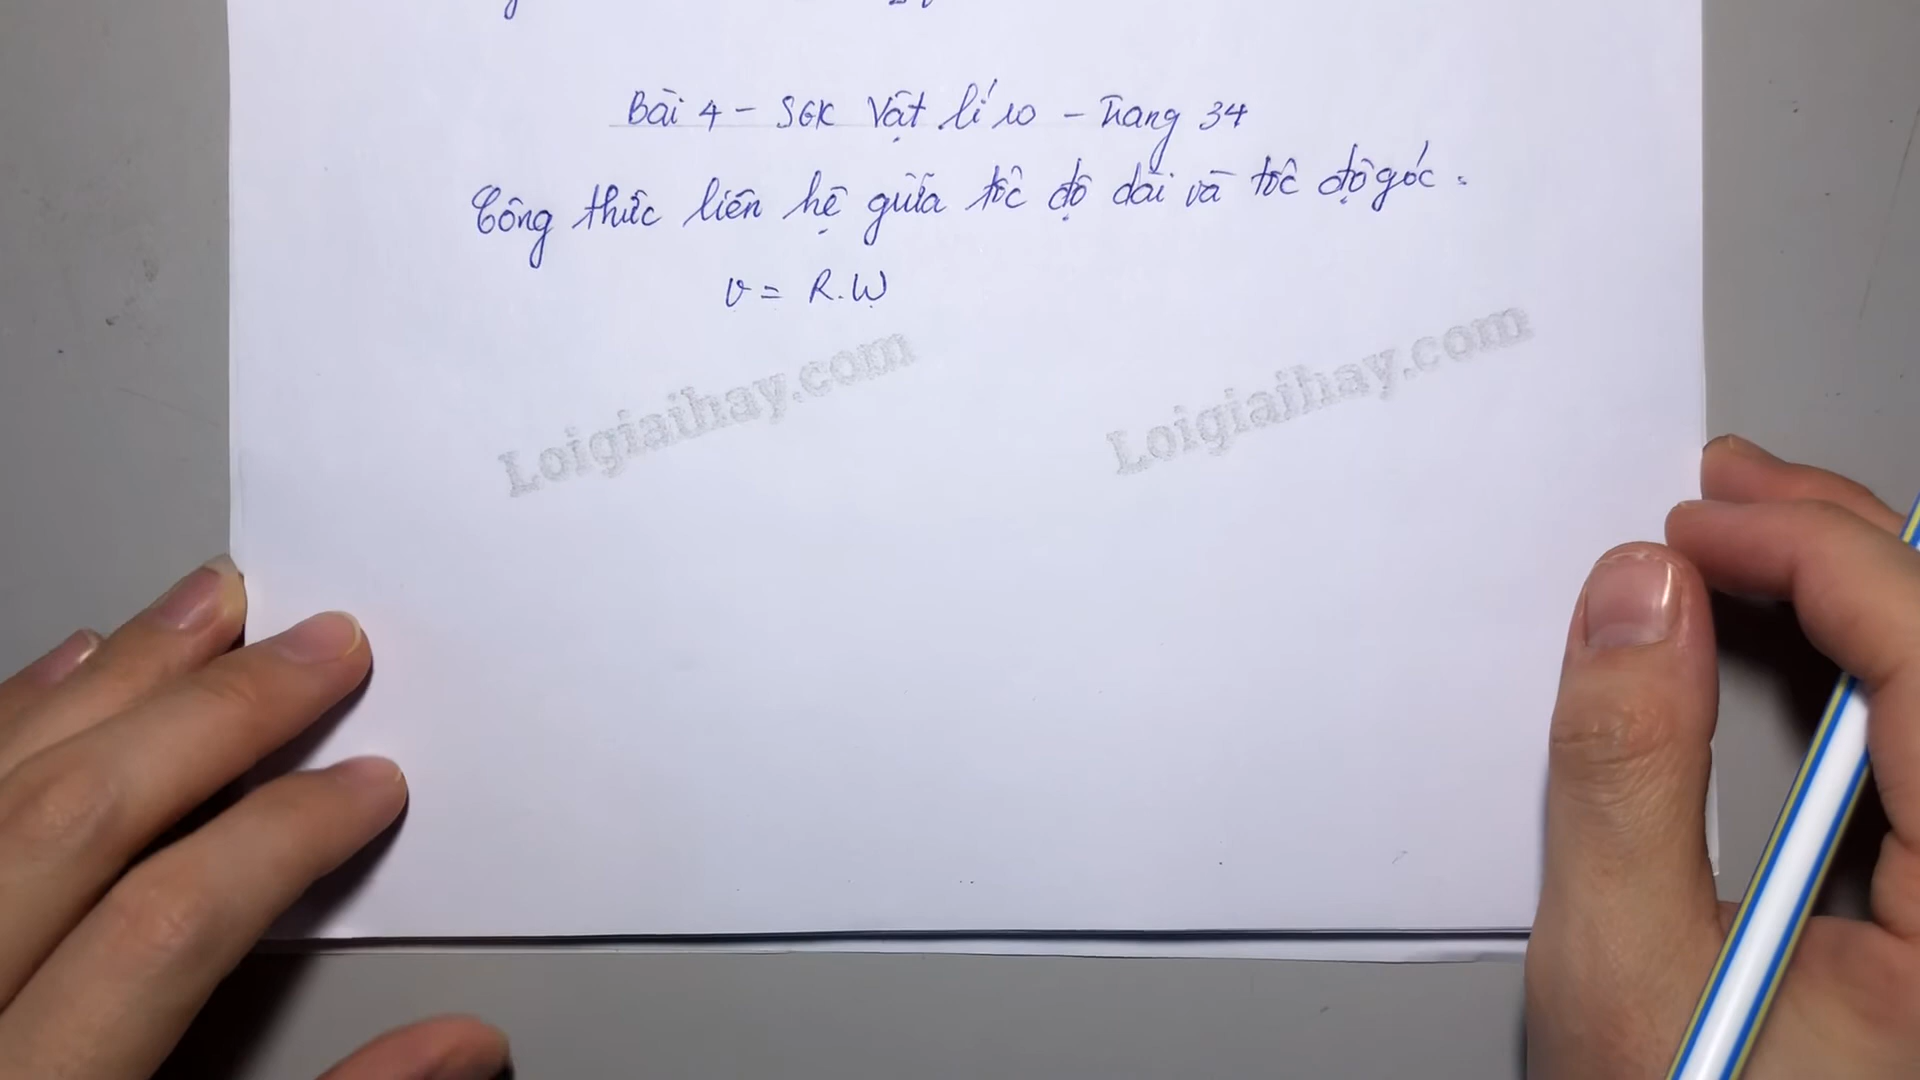 Bài 4 - SGK Vật lí 10 - Trang 34
Công thức liên hệ giữa tốc độ dài và tốc độ góc.
v = R.ω
Loigiaihay.com
Loigiaihay.com